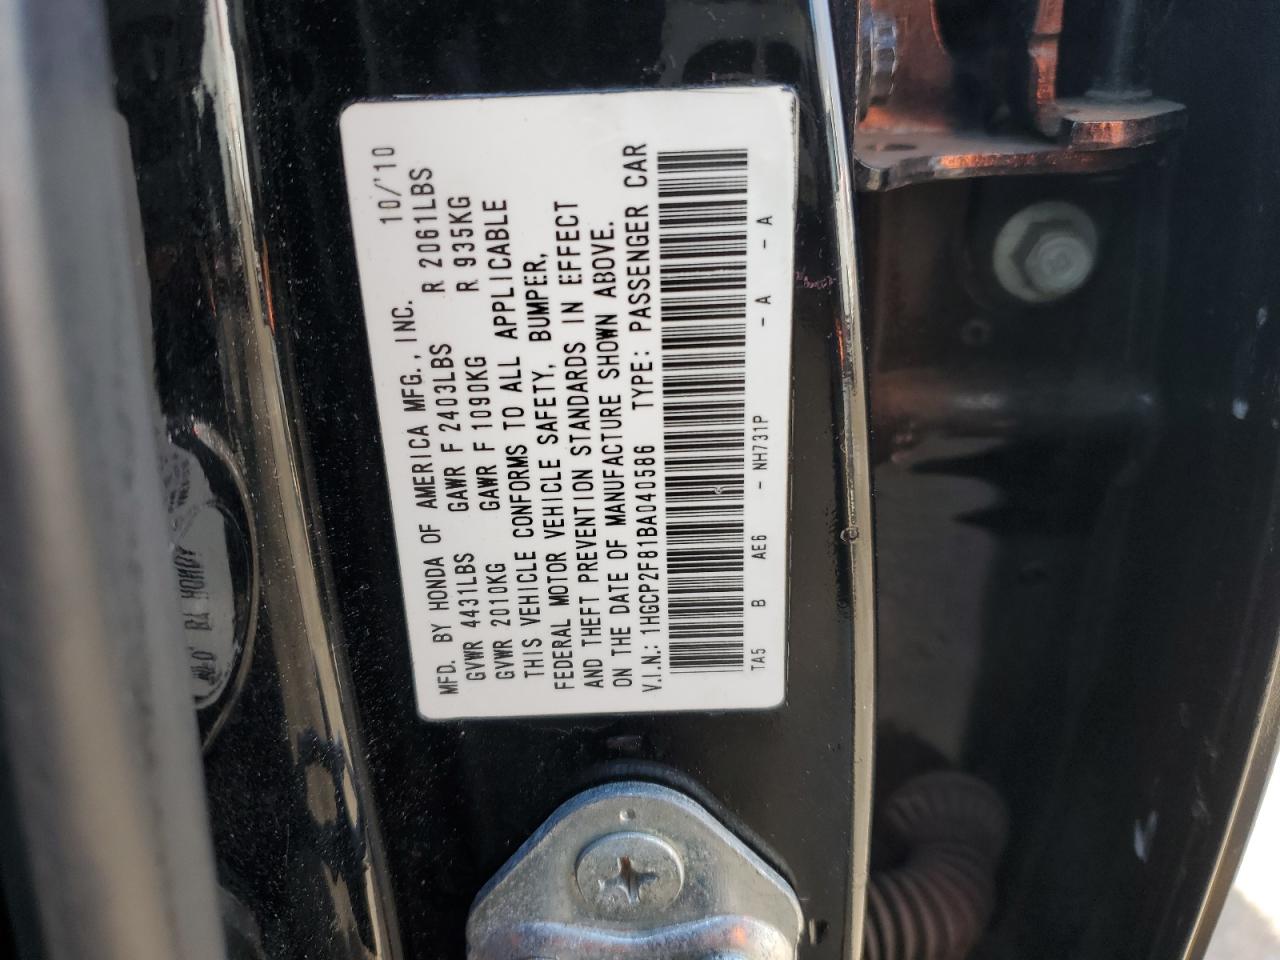 MFD. BY HONDA OF AMERICA MFG., INC. 10/'10
GVWR 4431LBS GAWR F 2403LBS R 2061LBS
GVWR 2010KG GAWR F 1090KG R 935KG
THIS VEHICLE CONFORMS TO ALL APPLICABLE
FEDERAL MOTOR VEHICLE SAFETY, BUMPER,
AND THEFT PREVENTION STANDARDS IN EFFECT
ON THE DATE OF MANUFACTURE SHOWN ABOVE.
V.I.N.: 1HGCP2F81BA040586 TYPE: PASSENGER CAR
TA5 B AE6 - NH731P - A - A